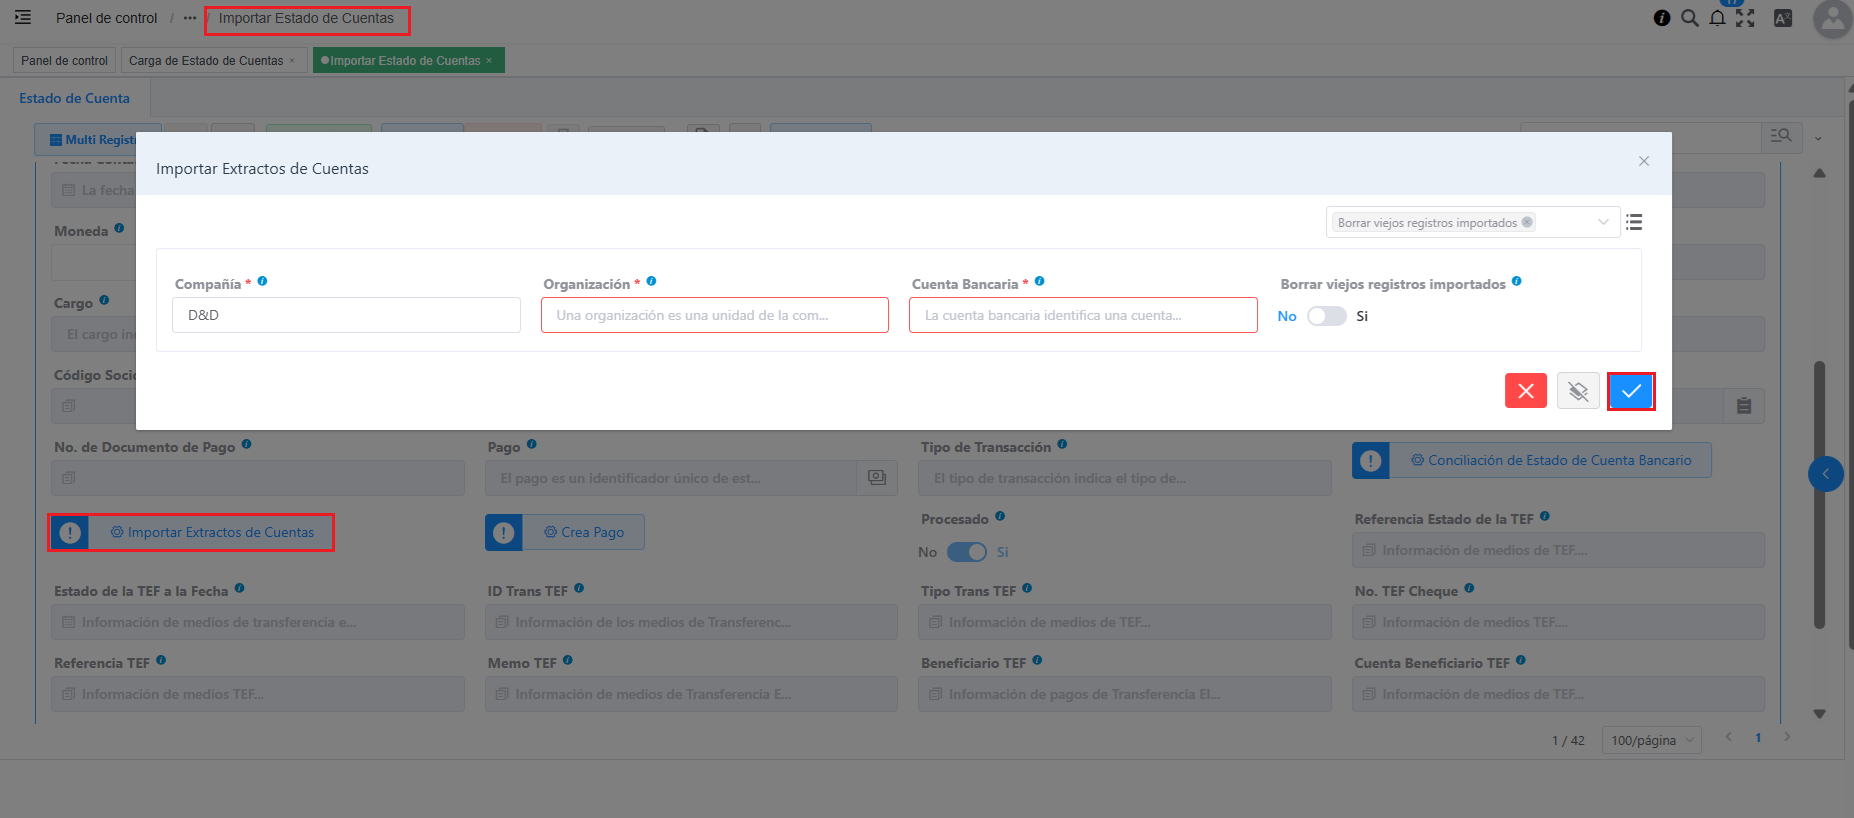 Panel de control / ··· / Importar Estado de Cuentas
17
Panel de control
Carga de Estado de Cuentas ×
Importar Estado de Cuentas ×
Estado de Cuenta
Multi Registr
Importar Extractos de Cuentas
La fecha
Borrar viejos registros importados
Moneda
Compañía *
Organización *
Cuenta Bancaria *
Borrar viejos registros importados
D&D
Una organización es una unidad de la com...
La cuenta bancaria identifica una cuenta...
No Si
Cargo
El cargo in
Código Socio
No. de Documento de Pago
Pago
Tipo de Transacción
Conciliación de Estado de Cuenta Bancario
El pago es un identificador único de est...
El tipo de transacción indica el tipo de...
Importar Extractos de Cuentas
Crea Pago
Procesado
No Si
Referencia Estado de la TEF
Información de medios de TEF....
Estado de la TEF a la Fecha
ID Trans TEF
Tipo Trans TEF
No. TEF Cheque
Información de medios de transferencia e...
Información de los medios de Transferenc...
Información de medios de TEF...
Información de medios TEF....
Referencia TEF
Memo TEF
Beneficiario TEF
Cuenta Beneficiario TEF
Información de medios TEF...
Información de medios de Transferencia E...
Información de pagos de Transferencia El...
Información de medios de TEF...
1 / 42
100/página
1